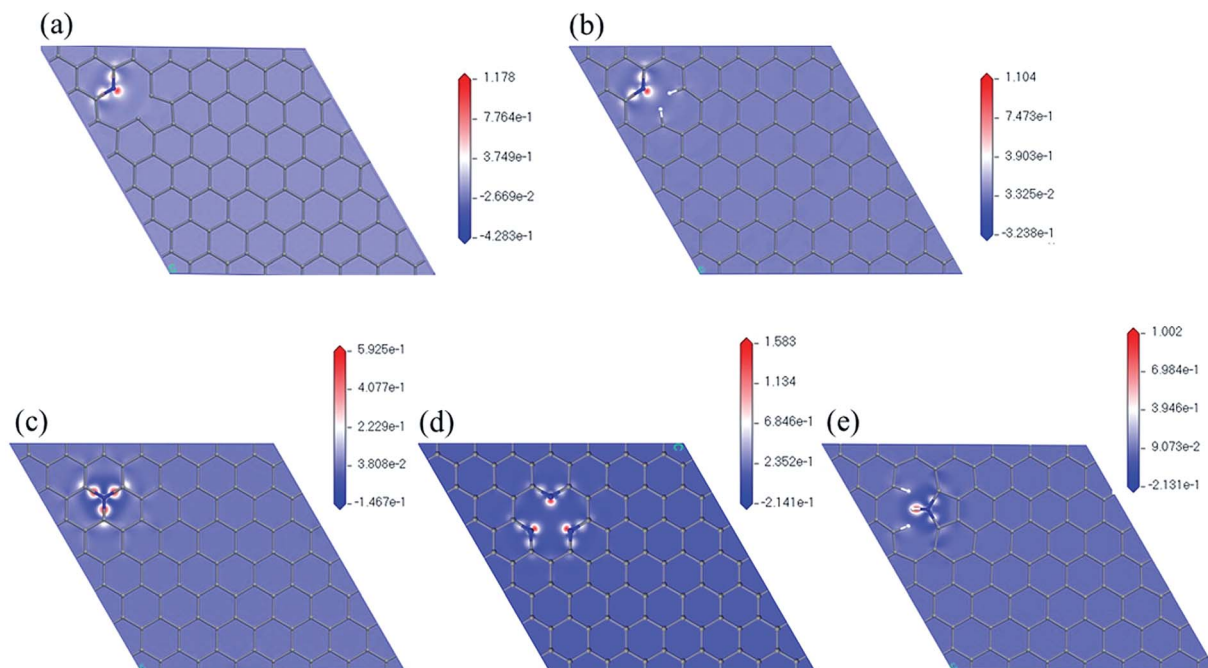 (a)
1.178
7.764e-1
3.749e-1
-2.669e-2
-4.283e-1
(b)
1.104
7.473e-1
3.903e-1
3.325e-2
-3.238e-1
(c)
5.925e-1
4.077e-1
2.229e-1
3.808e-2
-1.467e-1
(d)
1.583
1.134
6.846e-1
2.352e-1
-2.141e-1
(e)
1.002
6.984e-1
3.946e-1
9.073e-2
-2.131e-1